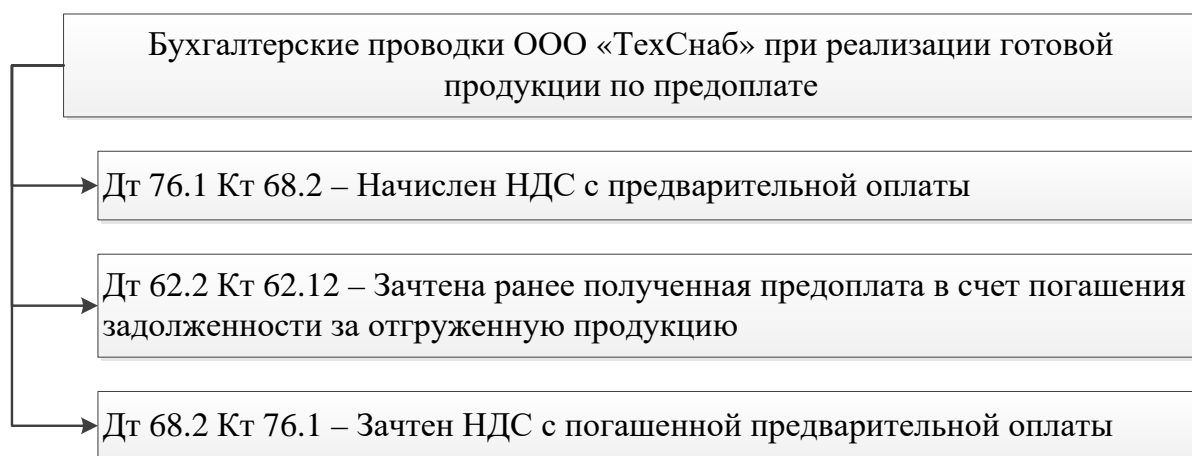 Бухгалтерские проводки ООО «ТехСнаб» при реализации готовой
продукции по предоплате
Дт 76.1 Кт 68.2 – Начислен НДС с предварительной оплаты
Дт 62.2 Кт 62.12 – Зачтена ранее полученная предоплата в счет погашения
задолженности за отгруженную продукцию
Дт 68.2 Кт 76.1 – Зачтен НДС с погашенной предварительной оплаты